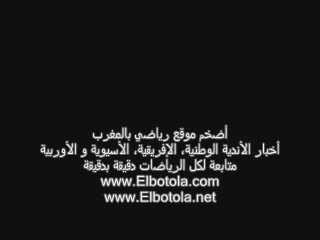 أضخم موقع رياضي بالمغرب
أخبار الأندية الوطنية، الإفريقية، الأسيوية و الأوربية
متابعة لكل الرياضات دقيقة بدقيقة
www.Elbotola.com
www.Elbotola.net